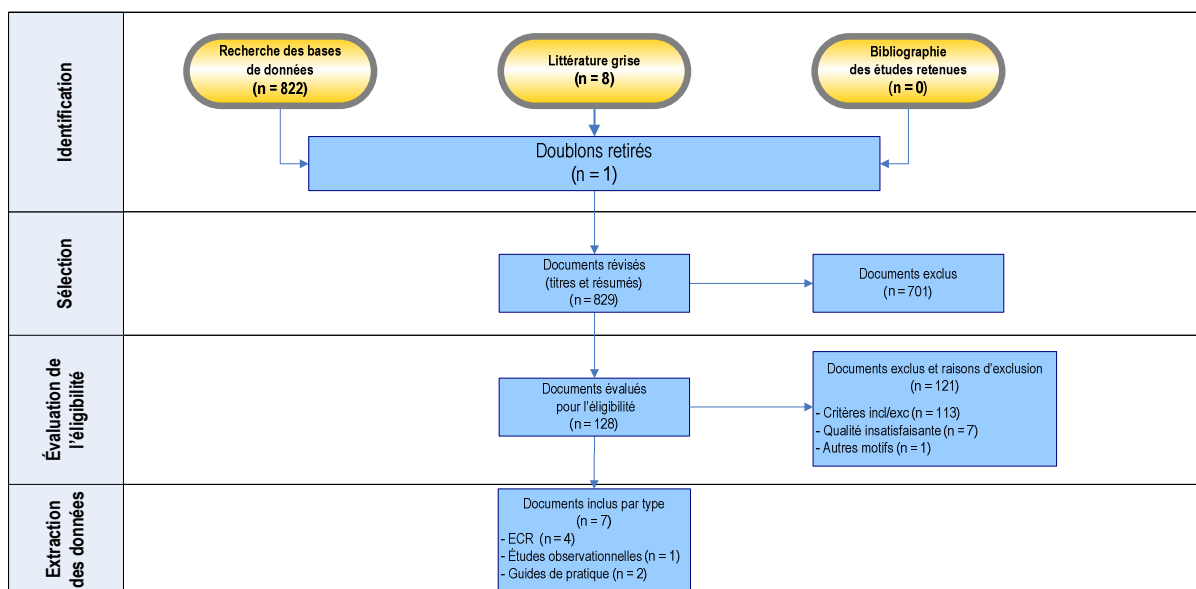 Identification
Recherche des bases
de données
(n = 822)
Littérature grise
(n = 8)
Bibliographie
des études retenues
(n = 0)
Doublons retirés
(n = 1)
Sélection
Documents révisés
(titres et résumés)
(n = 829)
Documents exclus
(n = 701)
Évaluation de
l'éligibilité
Documents évalués
pour l'éligibilité
(n = 128)
Documents exclus et raisons d'exclusion
(n = 121)
- Critères incl/exc (n = 113)
- Qualité insatisfaisante (n = 7)
- Autres motifs (n = 1)
Extraction
des données
Documents inclus par type
(n = 7)
- ECR (n = 4)
- Études observationnelles (n = 1)
- Guides de pratique (n = 2)